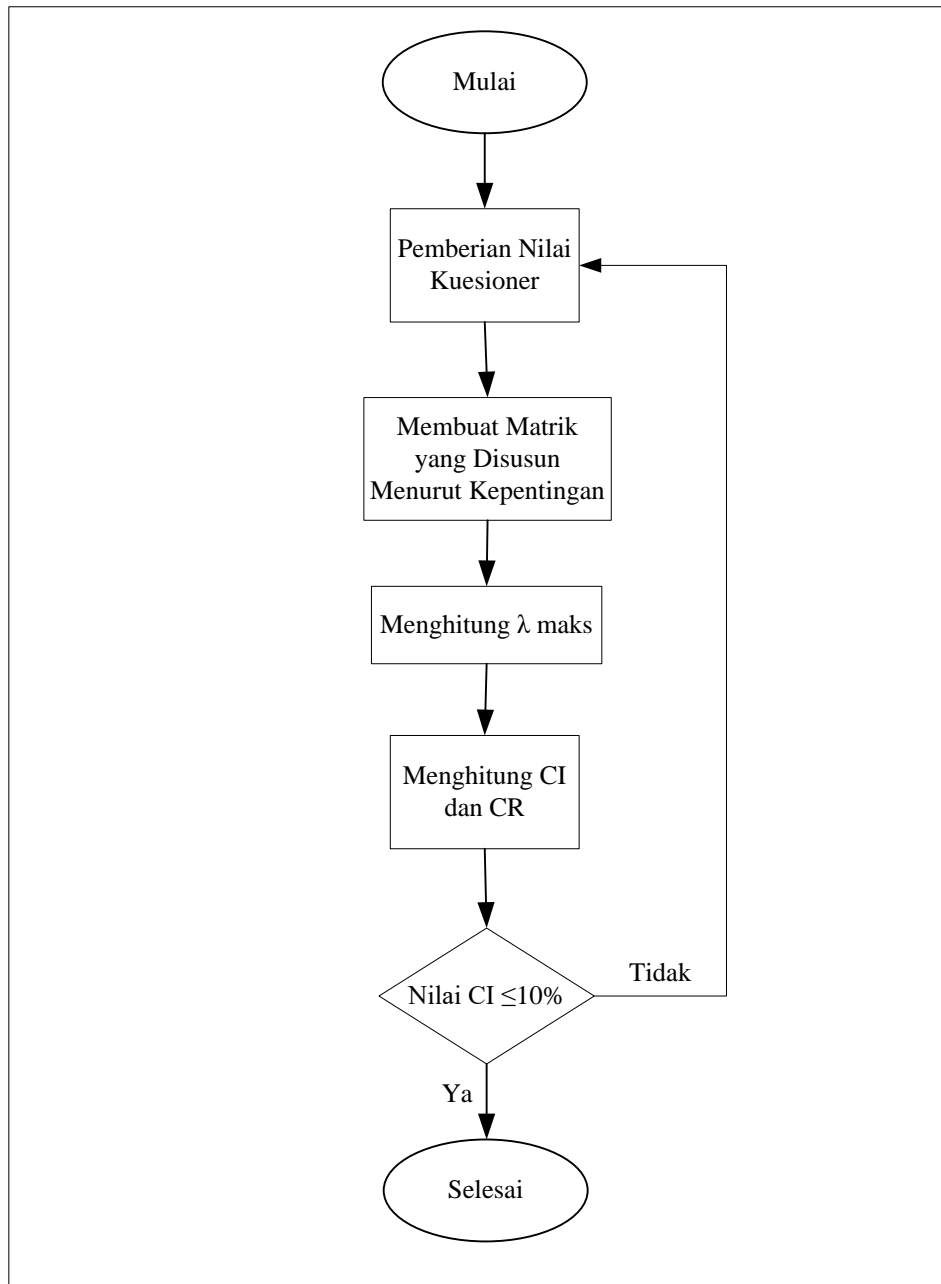 Mulai
Pemberian Nilai
Kuesioner
Membuat Matrik
yang Disusun
Menurut Kepentingan
Menghitung λ maks
Menghitung CI
dan CR
Nilai CI ≤10%
Tidak
Ya
Selesai